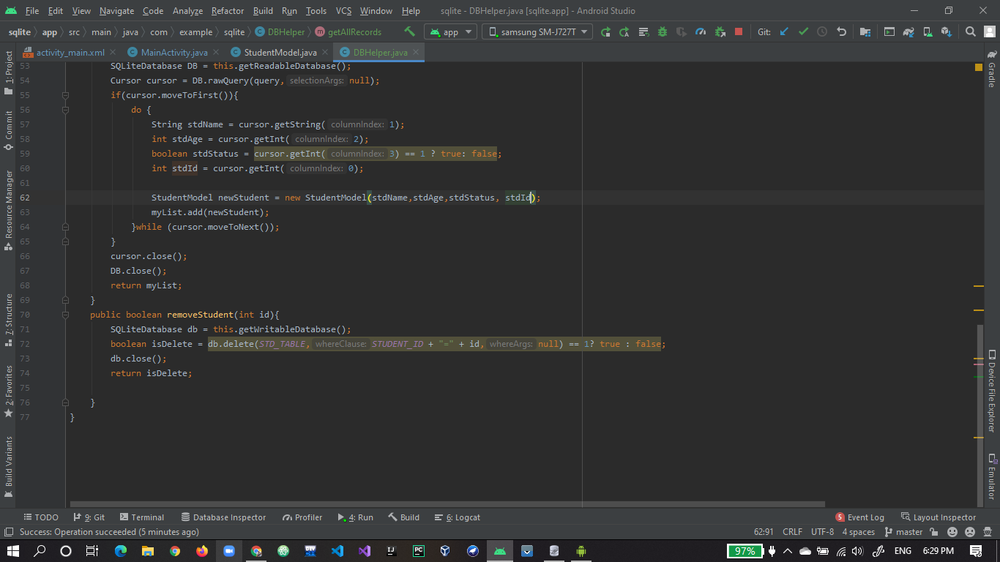 File Edit View Navigate Code Analyze Refactor Build Run Tools VCS Window Help sqlite - DBHelper.java [sqlite.app] - Android Studio
sqlite app src main java com example sqlite DBHelper getAllRecords app samsung SM-J727T Git:
activity_main.xml MainActivity.java StudentModel.java DBHelper.java
1: Project
Commit
Resource Manager
Z: Structure
2: Favorites
Build Variants
53 SQLiteDatabase DB = this.getReadableDatabase();
54 Cursor cursor = DB.rawQuery(query, selectionArgs: null);
55 if(cursor.moveToFirst()){
56 do {
57 String stdName = cursor.getString( columnIndex: 1);
58 int stdAge = cursor.getInt( columnIndex: 2);
59 boolean stdStatus = cursor.getInt( columnIndex: 3) == 1 ? true: false;
60 int stdId = cursor.getInt( columnIndex: 0);
61
62 StudentModel newStudent = new StudentModel(stdName,stdAge,stdStatus, stdId);
63 myList.add(newStudent);
64 }while (cursor.moveToNext());
65 }
66 cursor.close();
67 DB.close();
68 return myList;
69 }
70 public boolean removeStudent(int id){
71 SQLiteDatabase db = this.getWritableDatabase();
72 boolean isDelete = db.delete(STD_TABLE, whereClause: STUDENT_ID + "=" + id, whereArgs: null) == 1? true : false;
73 db.close();
74 return isDelete;
75
76 }
77 }
Gradle
Device File Explorer
Emulator
TODO 9: Git Terminal Database Inspector Profiler 4: Run Build 6: Logcat 5 Event Log Layout Inspector
Success: Operation succeeded (5 minutes ago) 62:91 CRLF UTF-8 4 spaces master
97% ENG 6:29 PM